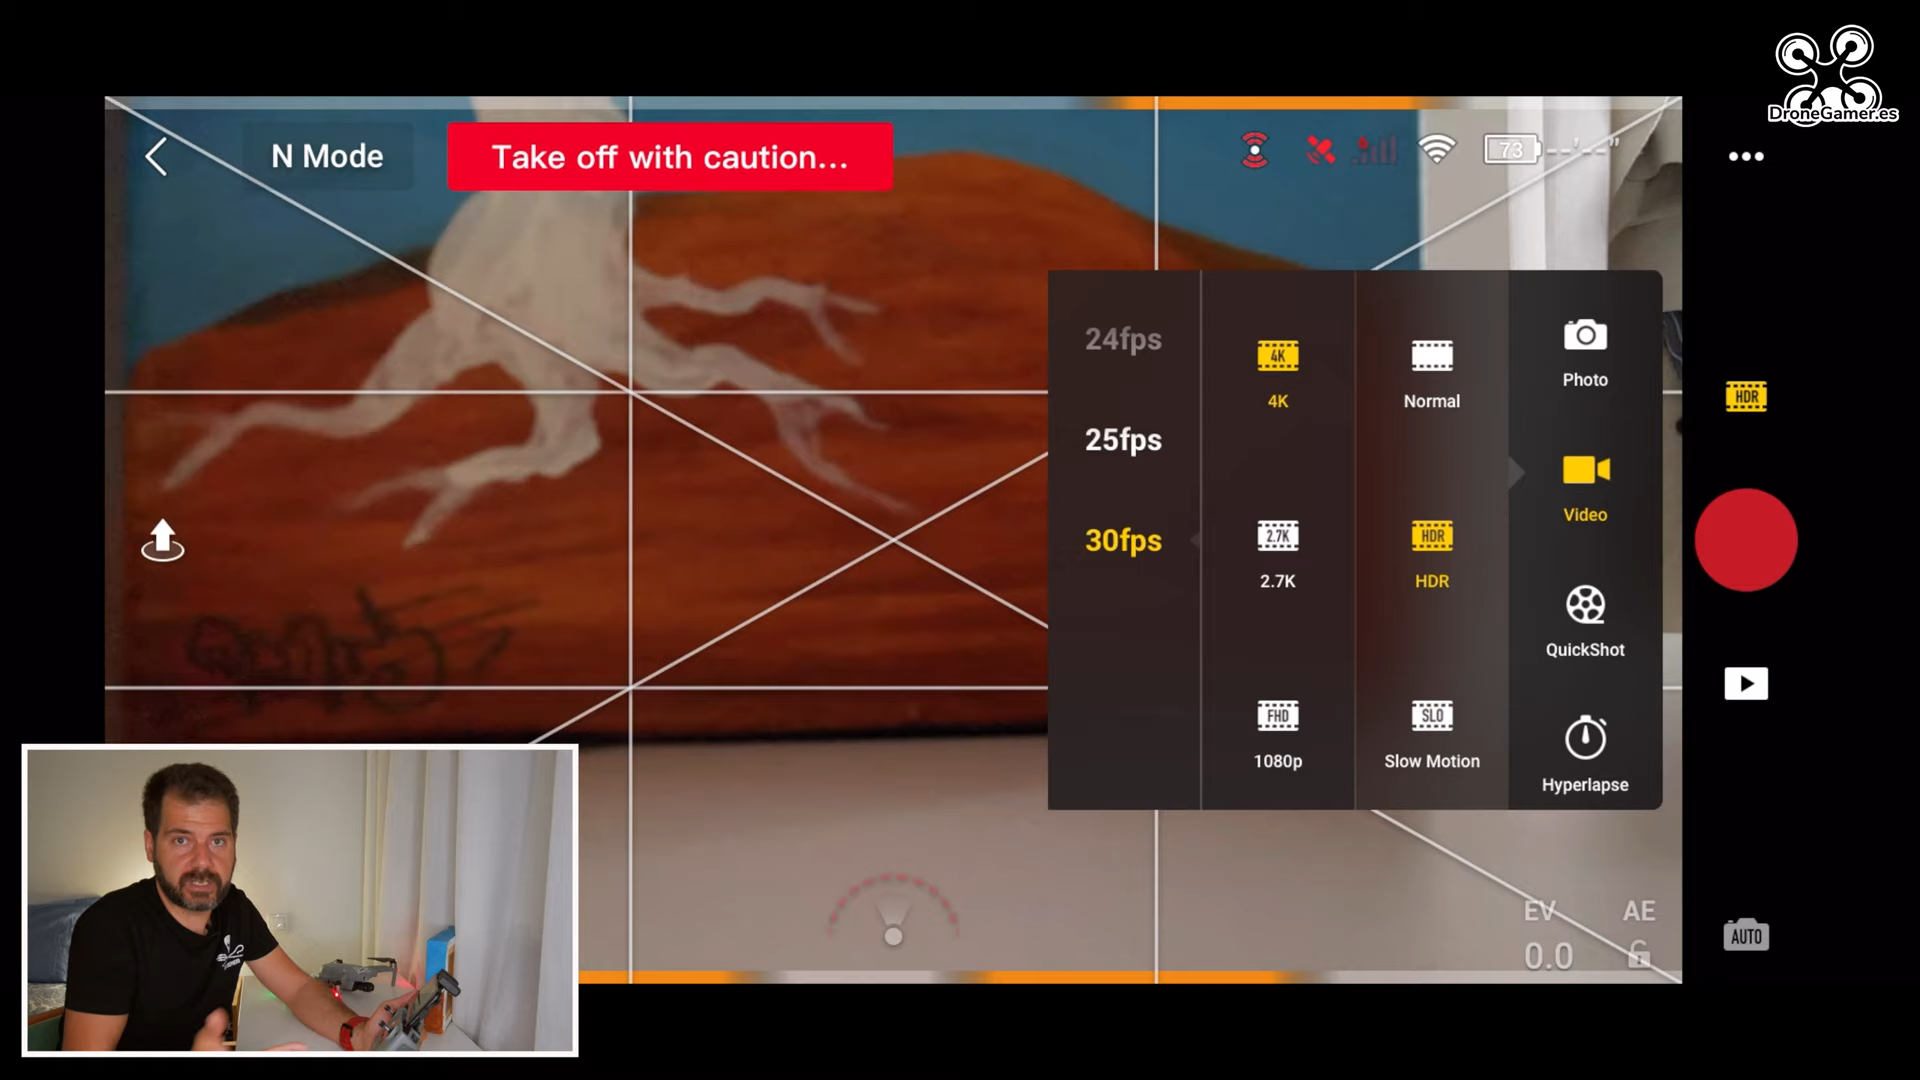 DroneGamer.es
N Mode
Take off with caution...
73
--'--"
24fps
25fps
30fps
4K
4K
2.7K
2.7K
FHD
1080p
Normal
HDR
HDR
SLO
Slow Motion
Photo
Video
QuickShot
Hyperlapse
HDR
EV
AE
0.0
AUTO